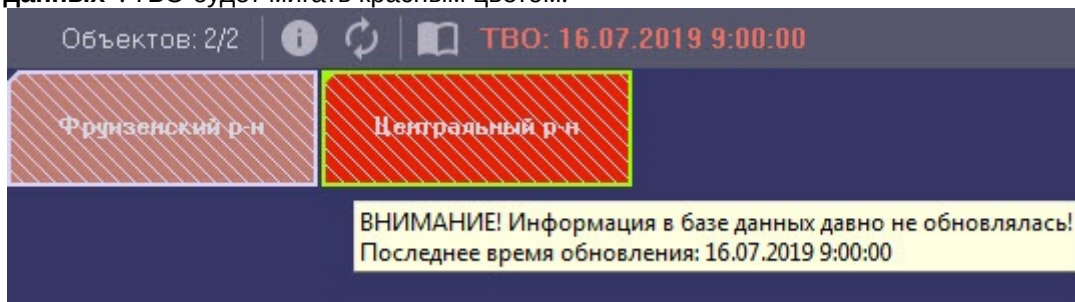 данных". ТВО будет мигать красным цветом.
Объектов: 2/2 ТВО: 16.07.2019 9:00:00
Фрунзенский р-н Центральный р-н
ВНИМАНИЕ! Информация в базе данных давно не обновлялась!
Последнее время обновления: 16.07.2019 9:00:00